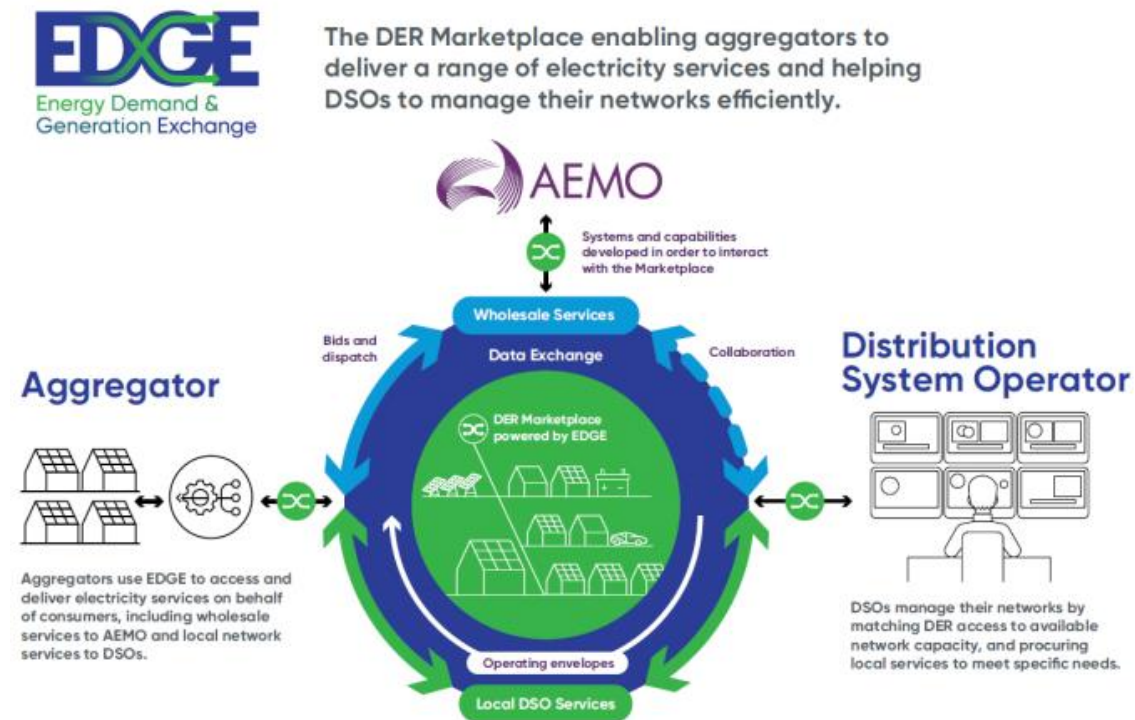 EDGE
Energy Demand &
Generation Exchange
The DER Marketplace enabling aggregators to
deliver a range of electricity services and helping
DSOs to manage their networks efficiently.
AEMO
Systems and capabilities
developed in order to interact
with the Marketplace
Wholesale Services
Bids and
dispatch
Data Exchange
Collaboration
Aggregator
DER Marketplace
powered by EDGE
Distribution
System Operator
Aggregators use EDGE to access and
deliver electricity services on behalf
of consumers, including wholesale
services to AEMO and local network
services to DSOs.
DSOs manage their networks by
matching DER access to available
network capacity, and procuring
local services to meet specific needs.
Operating envelopes
Local DSO Services